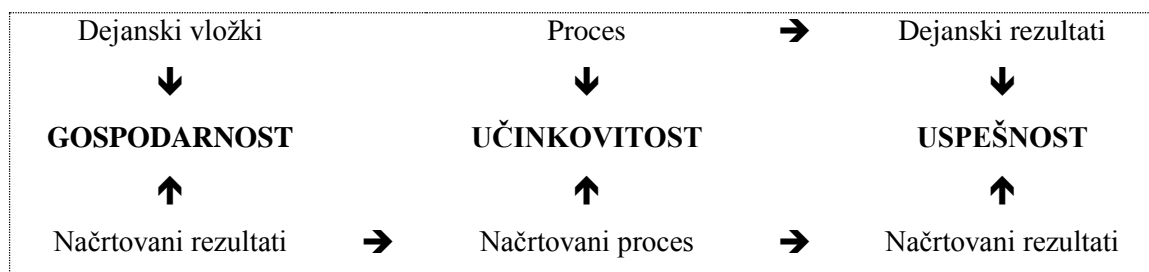 Dejanski vložki Proces → Dejanski rezultati
↓ ↓ ↓
GOSPODARNOST UČINKOVITOST USPEŠNOST
↑ ↑ ↑
Načrtovani rezultati → Načrtovani proces → Načrtovani rezultati